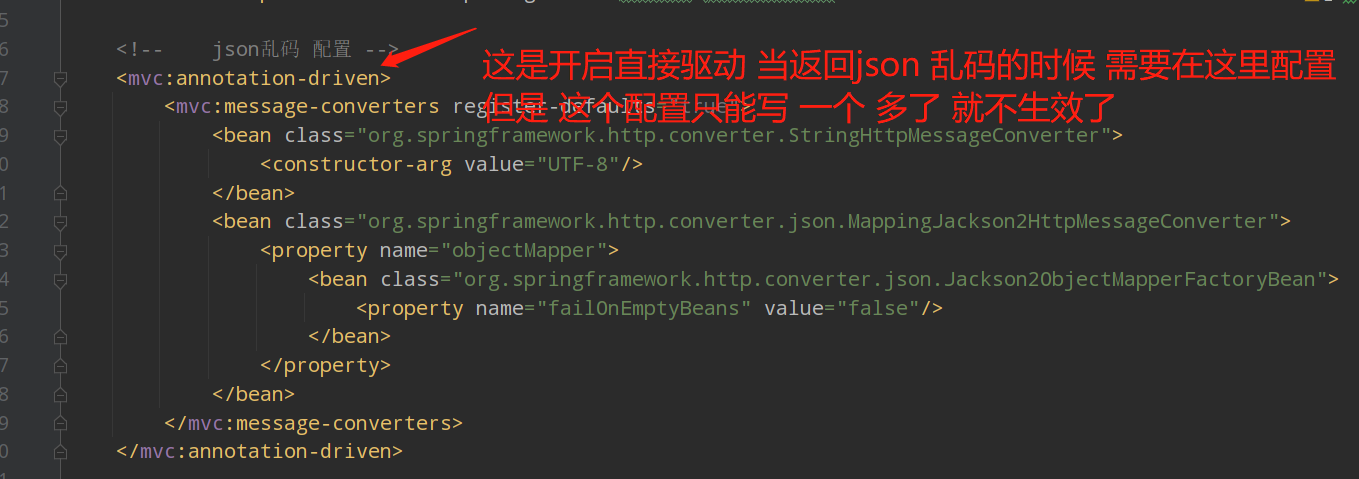 5
6 <!-- json乱码 配置 -->
7 <mvc:annotation-driven>
这是开启直接驱动 当返回json 乱码的时候 需要在这里配置
8 <mvc:message-converters register-defaults="true">
但是 这个配置只能写 一个 多了 就不生效了
9 <bean class="org.springframework.http.converter.StringHttpMessageConverter">
0 <constructor-arg value="UTF-8"/>
1 </bean>
2 <bean class="org.springframework.http.converter.json.MappingJackson2HttpMessageConverter">
3 <property name="objectMapper">
4 <bean class="org.springframework.http.converter.json.Jackson2ObjectMapperFactoryBean">
5 <property name="failOnEmptyBeans" value="false"/>
6 </bean>
7 </property>
8 </bean>
9 </mvc:message-converters>
0 </mvc:annotation-driven>